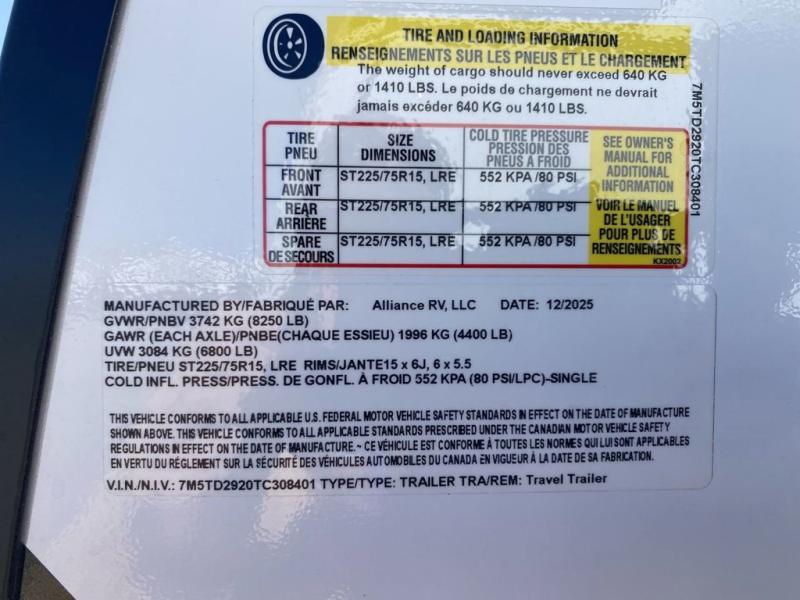 TIRE AND LOADING INFORMATION
RENSEIGNEMENTS SUR LES PNEUS ET LE CHARGEMENT
The weight of cargo should never exceed 640 KG
or 1410 LBS. Le poids de chargement ne devrait
jamais excéder 640 KG ou 1410 LBS.
TIRE
PNEU
SIZE
DIMENSIONS
COLD TIRE PRESSURE
PRESSION DES
PNEUS A FROID
SEE OWNER'S
MANUAL FOR
ADDITIONAL
INFORMATION
VOIR LE MANUEL
DE L'USAGER
POUR PLUS DE
RENSEIGNEMENTS
KX2002
FRONT
AVANT
ST225/75R15, LRE
552 KPA /80 PSI
REAR
ARRIÈRE
ST225/75R15, LRE
552 KPA /80 PSI
SPARE
DE SECOURS
ST225/75R15, LRE
552 KPA /80 PSI
7M5TD2920TC308401
MANUFACTURED BY/FABRIQUÉ PAR: Alliance RV, LLC DATE: 12/2025
GVWR/PNBV 3742 KG (8250 LB)
GAWR (EACH AXLE)/PNBE(CHAQUE ESSIEU) 1996 KG (4400 LB)
UVW 3084 KG (6800 LB)
TIRE/PNEU ST225/75R15, LRE RIMS/JANTE15 x 6J, 6 x 5.5
COLD INFL. PRESS/PRESS. DE GONFL. À FROID 552 KPA (80 PSI/LPC)-SINGLE
THIS VEHICLE CONFORMS TO ALL APPLICABLE U.S. FEDERAL MOTOR VEHICLE SAFETY STANDARDS IN EFFECT ON THE DATE OF MANUFACTURE
SHOWN ABOVE. THIS VEHICLE CONFORMS TO ALL APPLICABLE STANDARDS PRESCRIBED UNDER THE CANADIAN MOTOR VEHICLE SAFETY
REGULATIONS IN EFFECT ON THE DATE OF MANUFACTURE. ~ CE VÉHICULE EST CONFORME À TOUTES LES NORMES QUI LUI SONT APPLICABLES
EN VERTU DU RÉGLEMENT SUR LA SÉCURITÉ DES VÉHICULES AUTOMOBILES DU CANADA EN VIGUEUR À LA DATE DE SA FABRICATION.
V.I.N./N.I.V.: 7M5TD2920TC308401 TYPE/TYPE: TRAILER TRA/REM: Travel Trailer